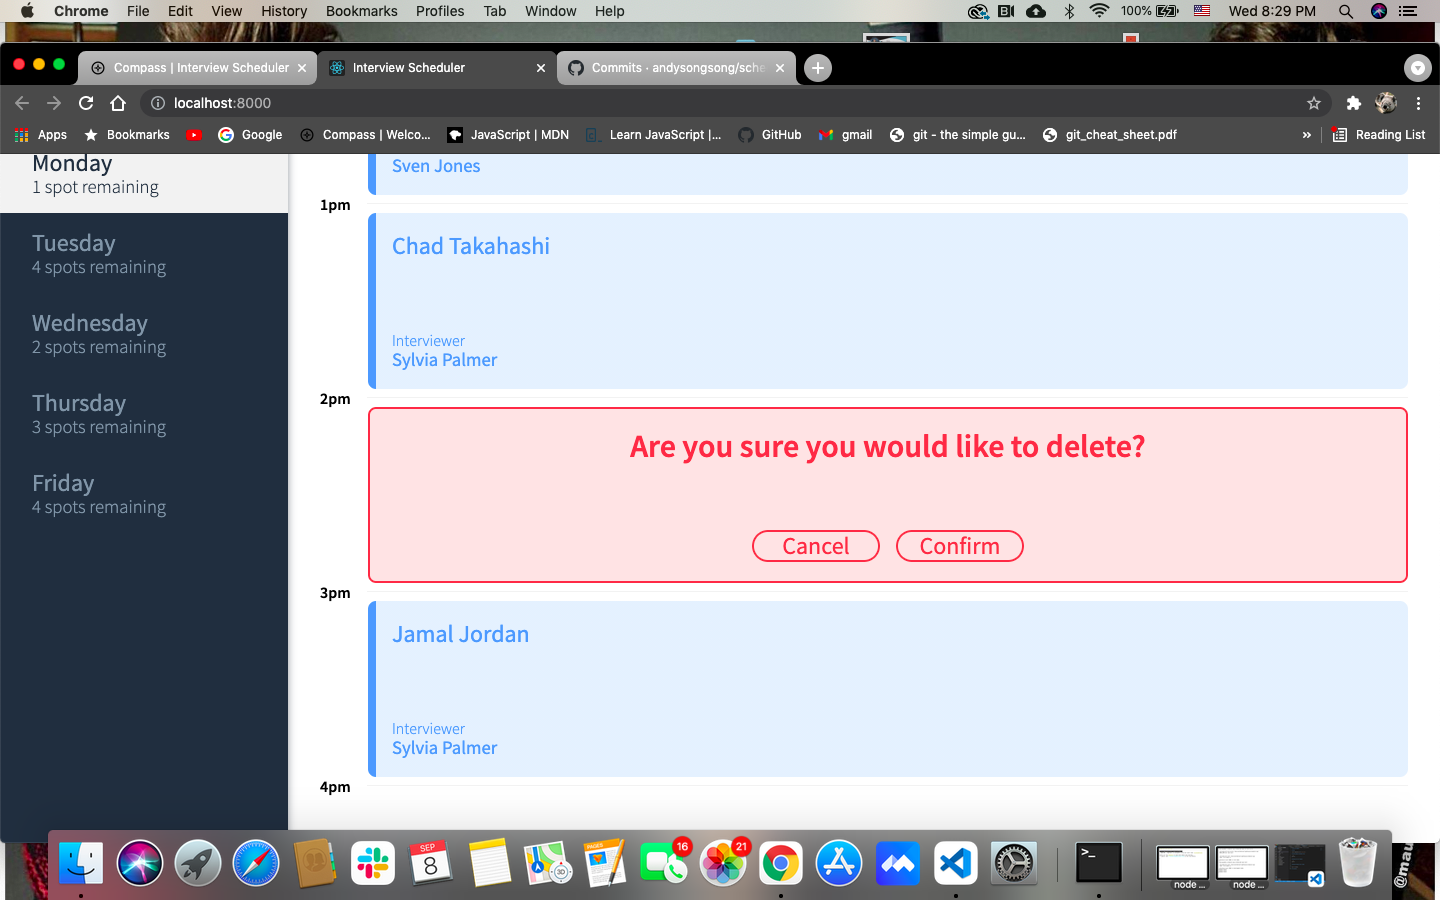 Chrome File Edit View History Bookmarks Profiles Tab Window Help 100% Wed 8:29 PM
Compass | Interview Scheduler Interview Scheduler Commits · andysongsong/sche
localhost:8000
Apps Bookmarks Google Compass | Welco... JavaScript | MDN Learn JavaScript |... GitHub gmail git - the simple gu... git_cheat_sheet.pdf » Reading List
Monday
1 spot remaining
Tuesday
4 spots remaining
Wednesday
2 spots remaining
Thursday
3 spots remaining
Friday
4 spots remaining
Sven Jones
1pm
Chad Takahashi
Interviewer
Sylvia Palmer
2pm
Are you sure you would like to delete?
Cancel Confirm
3pm
Jamal Jordan
Interviewer
Sylvia Palmer
4pm
SEP
8
PAGES
3D
16
21
>_
node ...
node ...
@mau